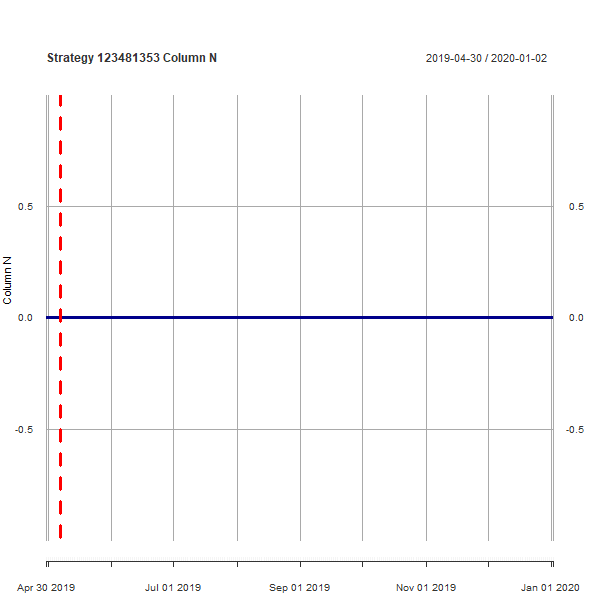 Strategy 123481353 Column N
2019-04-30 / 2020-01-02
0.5
0.5
Column N
0.0
0.0
-0.5
-0.5
Apr 30 2019
Jul 01 2019
Sep 01 2019
Nov 01 2019
Jan 01 2020